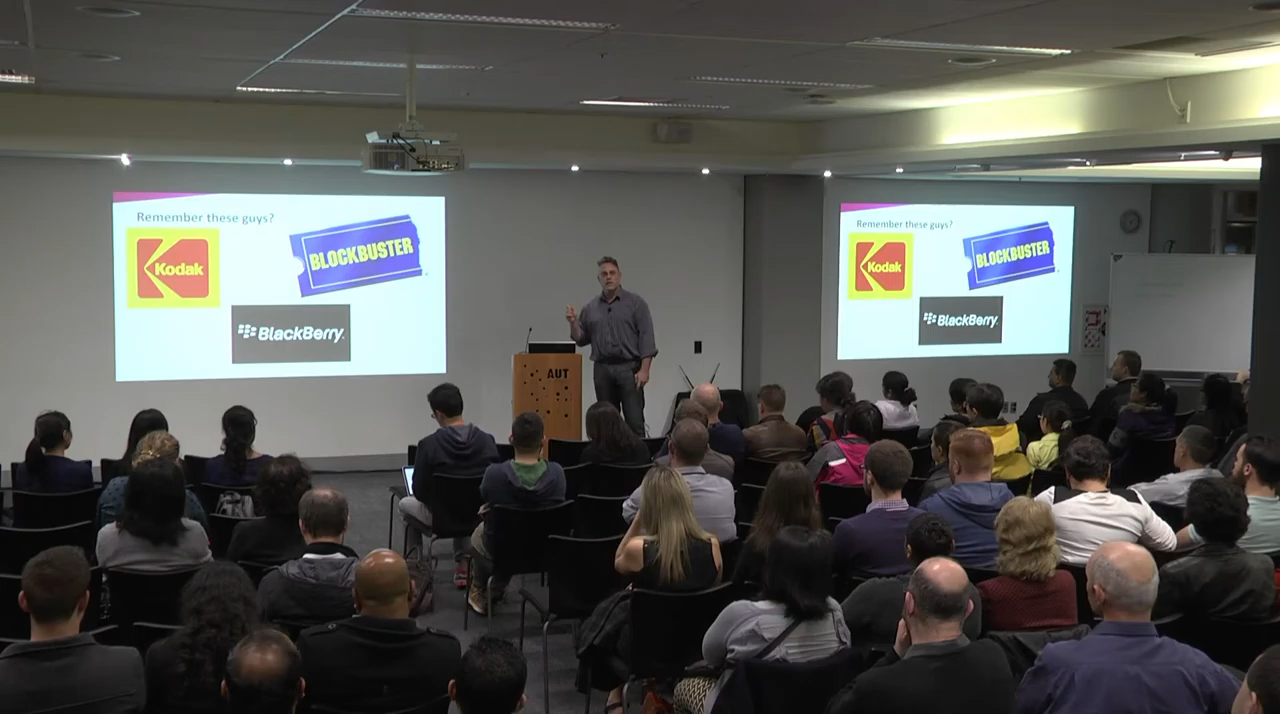 Remember these guys?
Kodak
BLOCKBUSTER
BlackBerry
AUT
Remember these guys?
Kodak
BLOCKBUSTER
BlackBerry